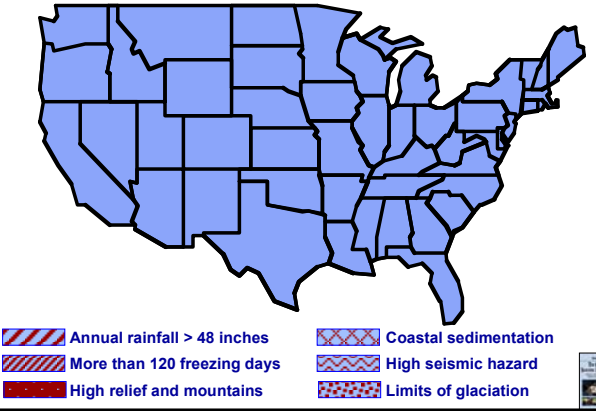 Annual rainfall > 48 inches
Coastal sedimentation
More than 120 freezing days
High seismic hazard
High relief and mountains
Limits of glaciation